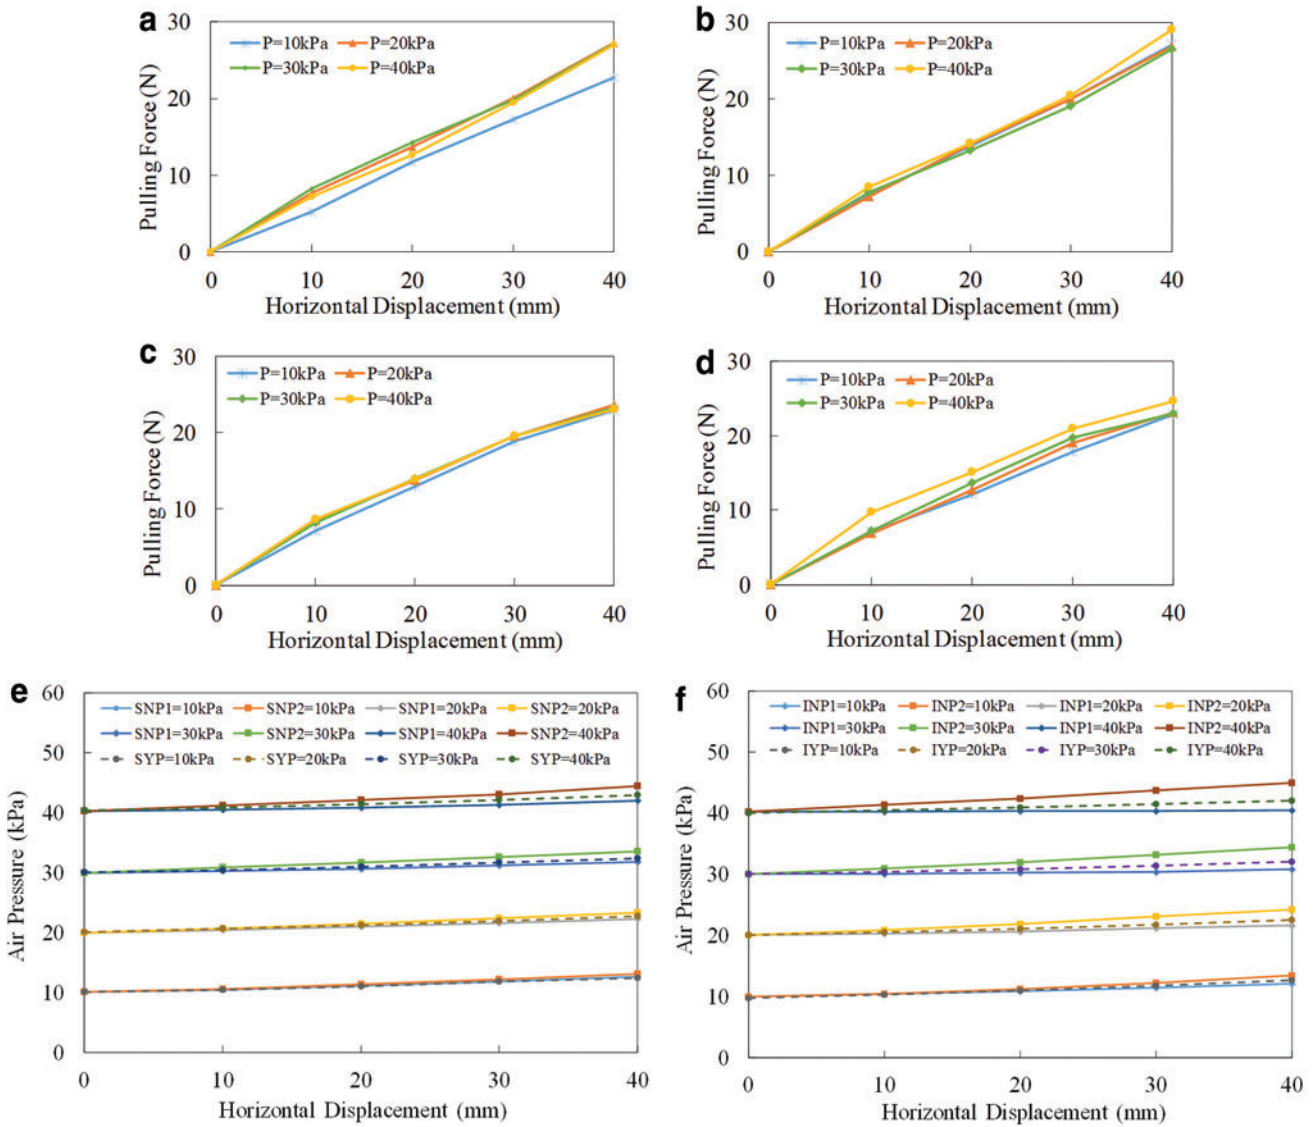 a
30
20
10
0
Pulling Force (N)
P=10kPa P=20kPa
P=30kPa P=40kPa
0 10 20 30 40
Horizontal Displacement (mm)
b
30
20
10
0
Pulling Force (N)
P=10kPa P=20kPa
P=30kPa P=40kPa
0 10 20 30 40
Horizontal Displacement (mm)
c
30
20
10
0
Pulling Force (N)
P=10kPa P=20kPa
P=30kPa P=40kPa
0 10 20 30 40
Horizontal Displacement (mm)
d
30
20
10
0
Pulling Force (N)
P=10kPa P=20kPa
P=30kPa P=40kPa
0 10 20 30 40
Horizontal Displacement (mm)
e
60
50
40
30
20
10
0
Air Pressure (kPa)
SNP1=10kPa SNP2=10kPa SNP1=20kPa SNP2=20kPa
SNP1=30kPa SNP2=30kPa SNP1=40kPa SNP2=40kPa
SYP=10kPa SYP=20kPa SYP=30kPa SYP=40kPa
0 10 20 30 40
Horizontal Displacement (mm)
f
60
50
40
30
20
10
0
Air Pressure (kPa)
INP1=10kPa INP2=10kPa INP1=20kPa INP2=20kPa
INP1=30kPa INP2=30kPa INP1=40kPa INP2=40kPa
IYP=10kPa IYP=20kPa IYP=30kPa IYP=40kPa
0 10 20 30 40
Horizontal Displacement (mm)